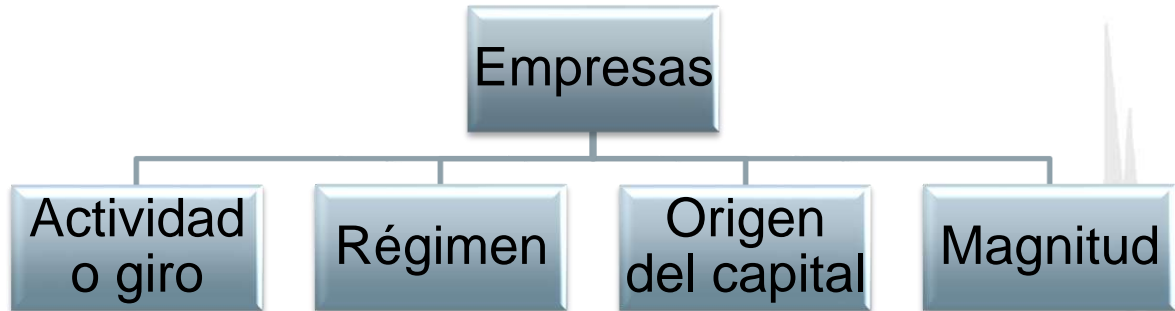 Empresas
Actividad
o giro
Régimen
Origen
del capital
Magnitud